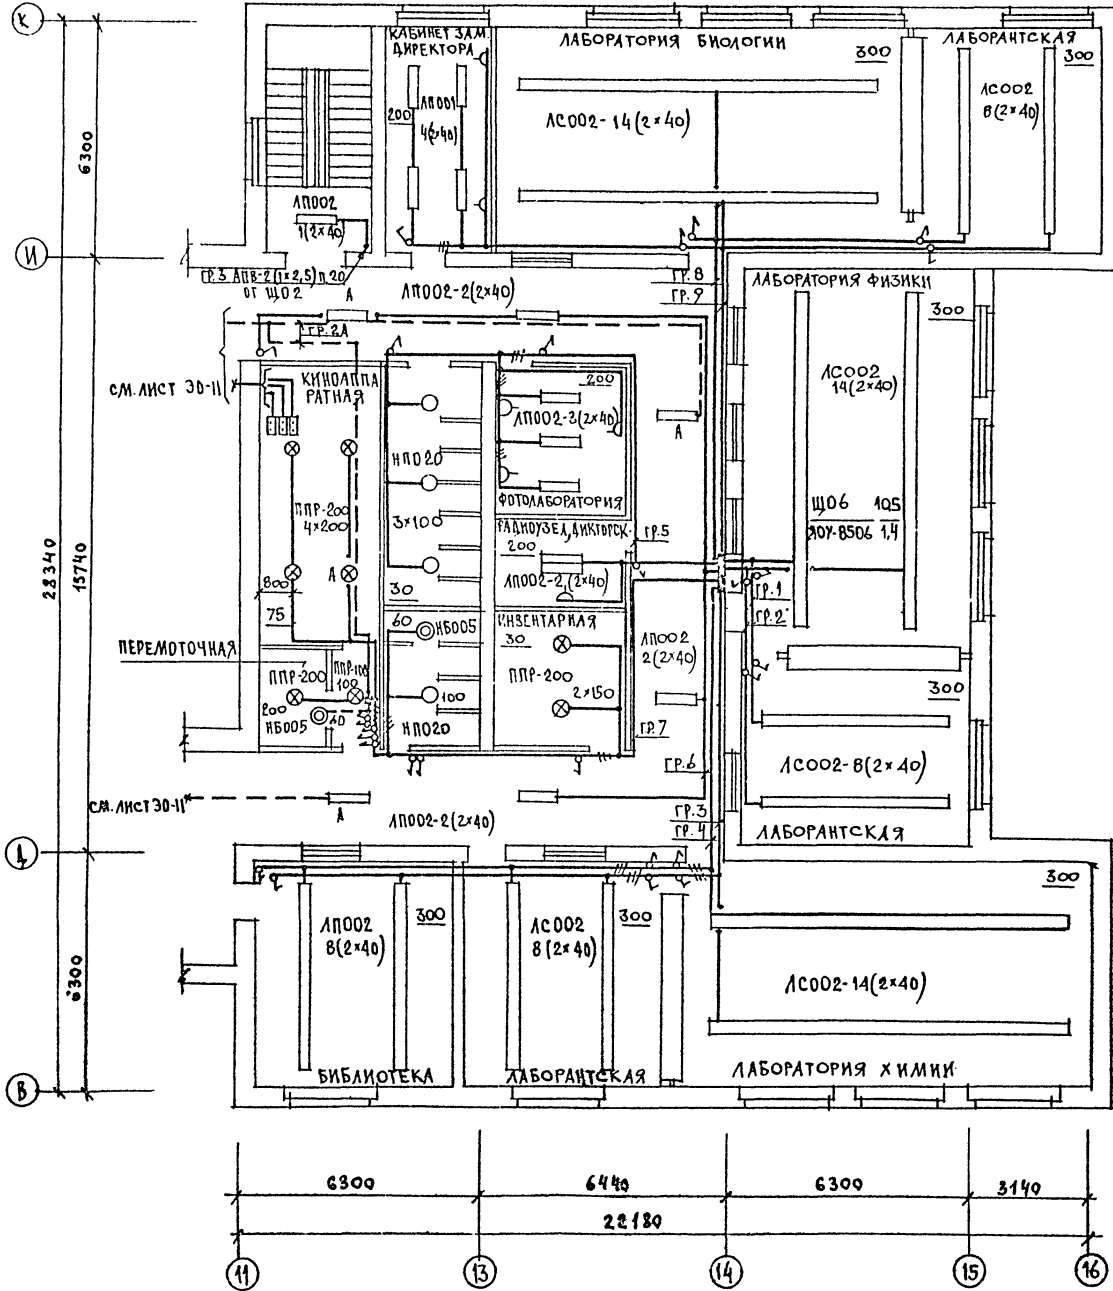 К
КАБИНЕТ ЗАМ.
ДИРЕКТОРА
ЛАБОРАТОРИЯ БИОЛОГИИ
300
ЛАБОРАНТСКАЯ
300
200
ЛП001
4(2×40)
ЛС002-14(2×40)
ЛС002
8(2×40)
6300
ЛП002
1(2×40)
И
ГР.3 АПВ-2(1×2,5)П.20
ОТ ЩО2
А
ЛП002-2(2×40)
ГР.8
ГР.9
ЛАБОРАТОРИЯ ФИЗИКИ
300
ГР.2А
СМ.ЛИСТ ЭО-11
КИНОАППА
РАТНАЯ
200
ЛП002-3(2×40)
А
ЛС002
14(2×40)
НП020
ФОТОЛАБОРАТОРИЯ
ППР-200
4×200
3×100
РАДИОУЗЕЛ,ДИКТОРСК.
200
ГР.5
ЩО6 10,5
ЯОУ-8506 1,4
28340
15740
800
А
75
30
ЛП002-2(2×40)
ГР.1
ГР.2
60
НБ005
ИНВЕНТАРНАЯ
30
ЛП002
2(2×40)
ПЕРЕМОТОЧНАЯ
ППР-200
ППР-100
100
ППР-200
2×150
300
200
НБ005
60
100
НП020
ГР.7
ГР.6
ЛС002-8(2×40)
СМ.ЛИСТ ЭО-11
А
ЛП002-2(2×40)
ГР.3
ГР.4
ЛАБОРАНТСКАЯ
Д
300
ЛП002
8(2×40)
300
ЛС002
8(2×40)
300
6300
ЛС002-14(2×40)
В
БИБЛИОТЕКА
ЛАБОРАНТСКАЯ
ЛАБОРАТОРИЯ ХИМИИ
6300
6440
6300
3140
22180
11
13
14
15
16